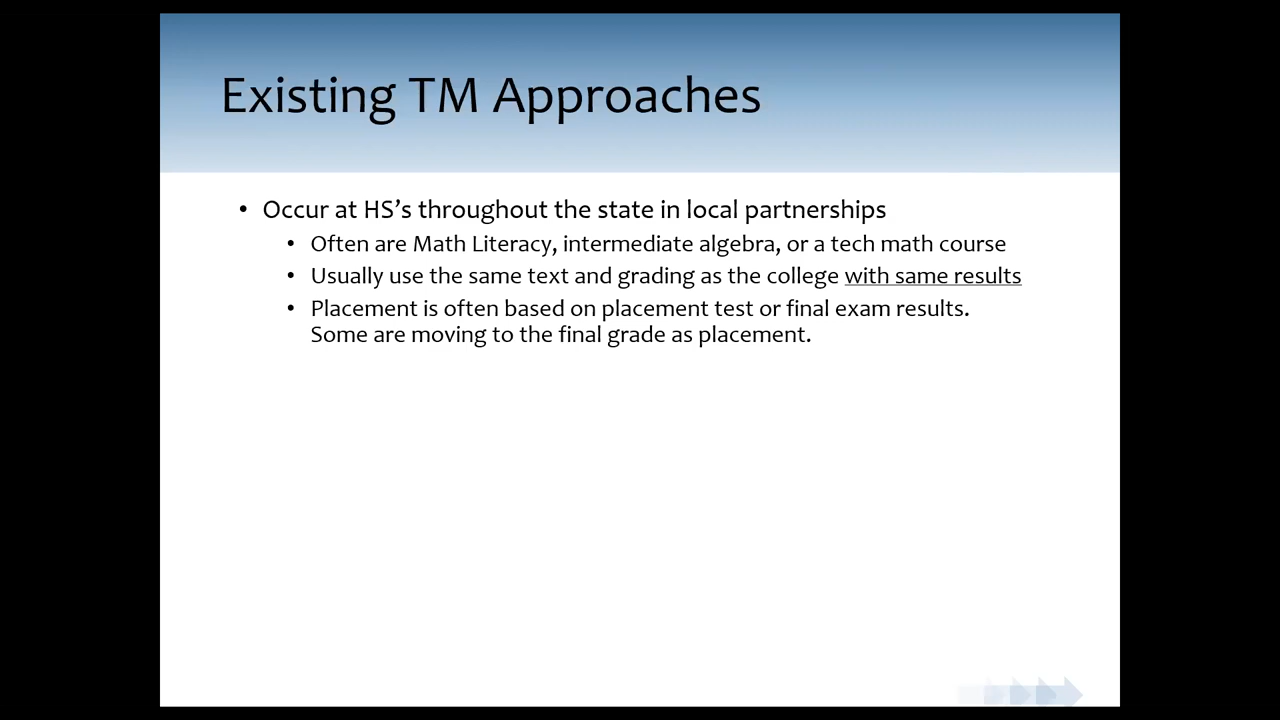 Existing TM Approaches
• Occur at HS’s throughout the state in local partnerships
• Often are Math Literacy, intermediate algebra, or a tech math course
• Usually use the same text and grading as the college with same results
• Placement is often based on placement test or final exam results.
Some are moving to the final grade as placement.